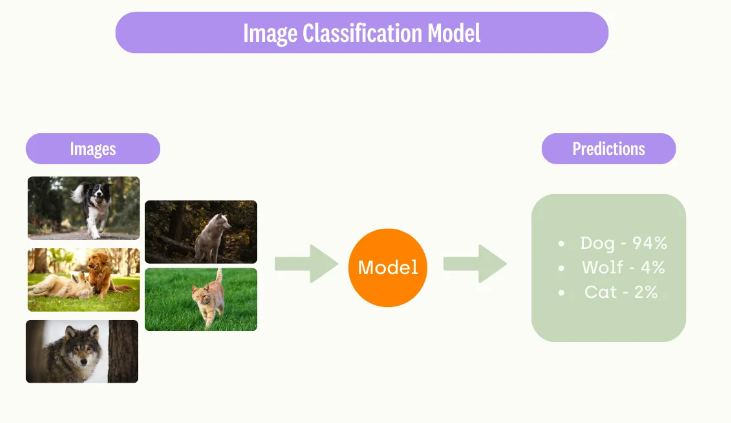 Image Classification Model
Images
Predictions
Model
• Dog - 94%
• Wolf - 4%
• Cat - 2%